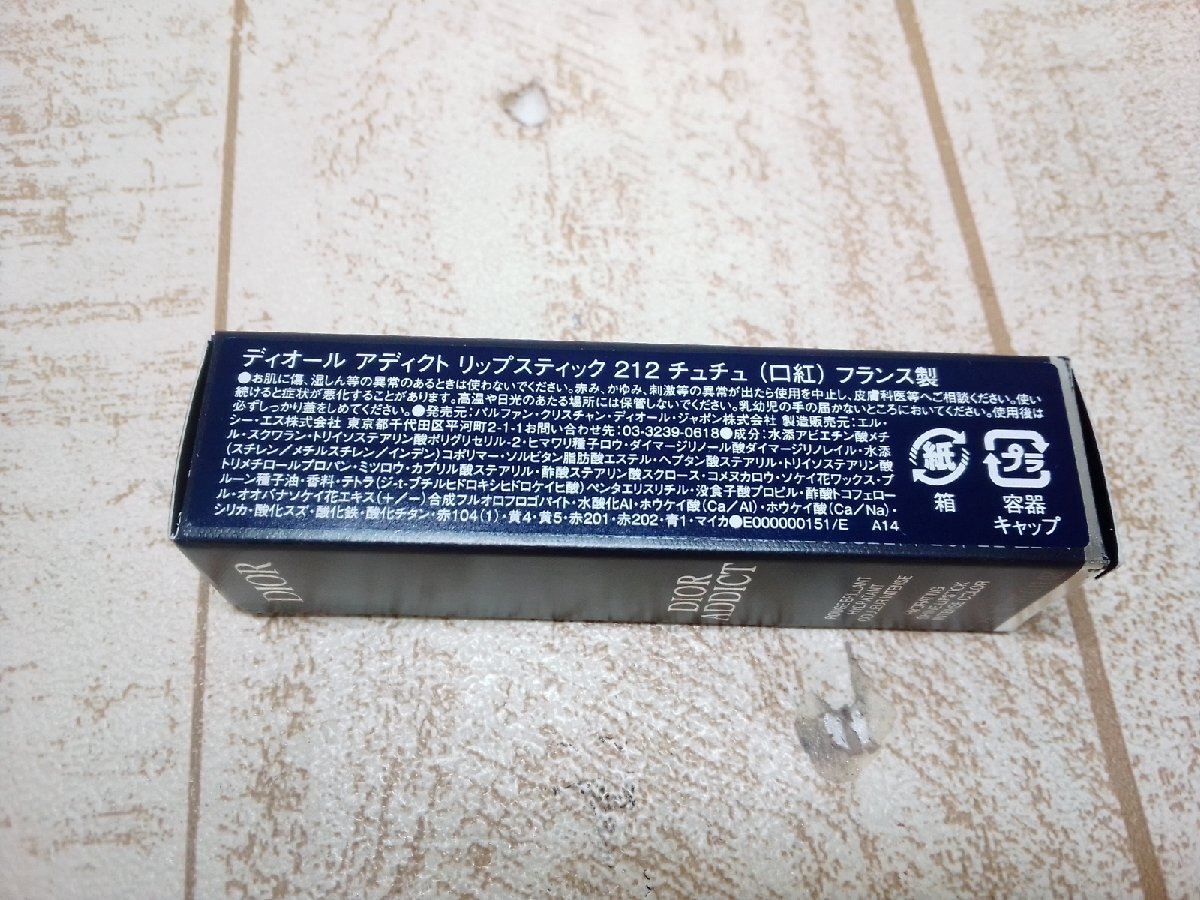 ディオール アディクト リップスティック 212 チュチュ (口紅) フランス製
●お肌に傷、湿しん等の異常のあるときは使わないでください。赤み、かゆみ、刺激等の異常が出たら使用を中止し、皮膚科医等へご相談ください。使い
続けると症状が悪化することがあります。高温や日光のあたる場所には保管しないでください。乳幼児の手の届かないところにおいてください。使用後は
必ずしっかり蓋をしめてください。●発売元:パルファン・クリスチャン・ディオール・ジャポン株式会社 製造販売元:エル・
シー・エス株式会社 東京都千代田区平河町2-1-1お問い合わせ先:03-3239-0618●成分:水添アビエチン酸メチ
ル・スクワラン・トリイソステアリン酸ポリグリセリル-2・ヒマワリ種子ロウ・ダイマージリノール酸ダイマージリノレイル・水添
(スチレン/メチルスチレン/インデン)コポリマー・ソルビタン脂肪酸エステル・ヘプタン酸ステアリル・トリイソステアリン酸
トリメチロールプロパン・ミツロウ・カプリル酸ステアリル・酢酸ステアリン酸スクロース・コメヌカロウ・ソケイ花ワックス・プ
ルーン種子油・香料・テトラ(ジ-t-ブチルヒドロキシヒドロケイヒ酸)ペンタエリスリチル・没食子酸プロピル・酢酸トコフェロー
ル・オオバナソケイ花エキス(+/-)合成フルオロフロゴパイト・水酸化Al・ホウケイ酸(Ca/Al)・ホウケイ酸(Ca/Na)・
シリカ・酸化スズ・酸化鉄・酸化チタン・赤104(1)・黄4・黄5・赤201・赤202・青1・マイカ●E000000151/E A14
紙
箱
プラ
容器
キャップ
DIOR
DIOR
ADDICT
COULEUR INTENSE
INTENSE COLOR